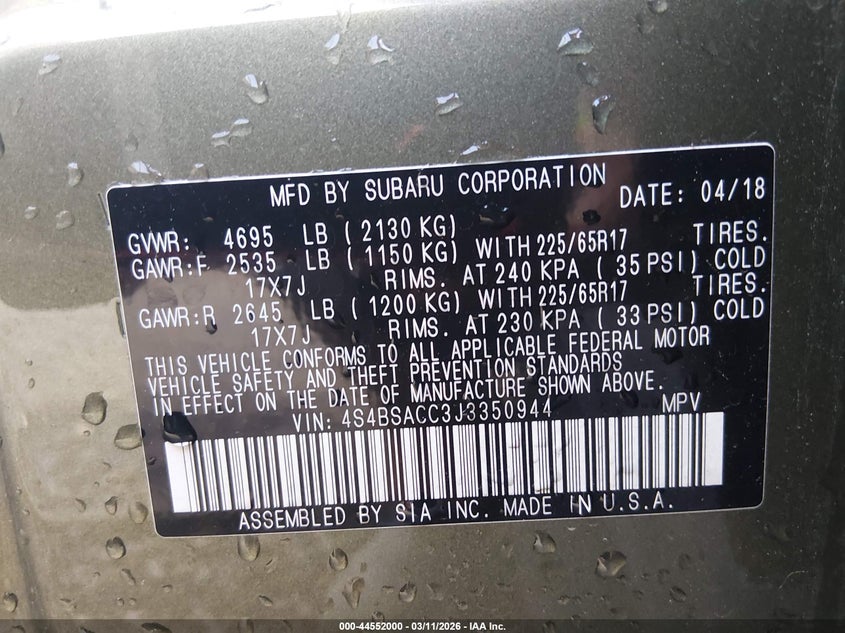 MFD BY SUBARU CORPORATION DATE: 04/18
GVWR: 4695 LB ( 2130 KG)
GAWR:F 2535 LB ( 1150 KG) WITH 225/65R17 TIRES.
17X7J RIMS. AT 240 KPA ( 35 PSI) COLD
GAWR:R 2645 LB ( 1200 KG) WITH 225/65R17 TIRES.
17X7J RIMS. AT 230 KPA ( 33 PSI) COLD
THIS VEHICLE CONFORMS TO ALL APPLICABLE FEDERAL MOTOR
VEHICLE SAFETY AND THEFT PREVENTION STANDARDS
IN EFFECT ON THE DATE OF MANUFACTURE SHOWN ABOVE.
VIN: 4S4BSACC3J3350944 MPV
ASSEMBLED BY SIA INC. MADE IN U.S.A.
000-44552000 — 03/11/2026 — IAA Inc.